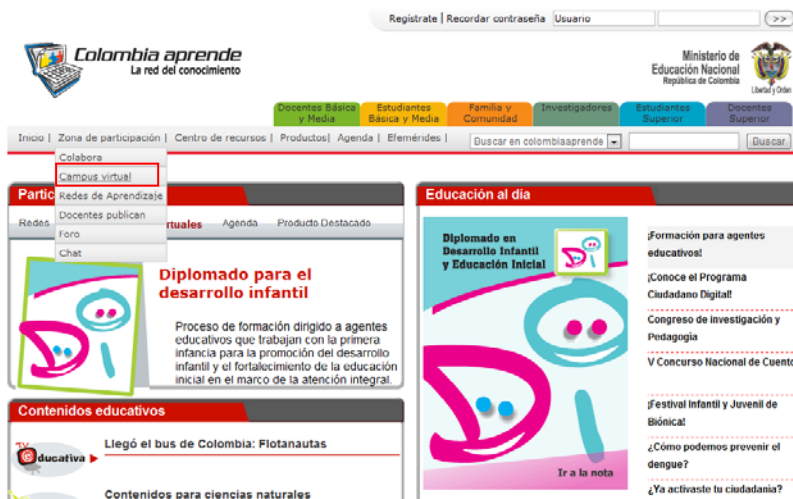 Registrate | Recordar contraseña Usuario >>
Colombia aprende
La red del conocimiento
Ministerio de
Educación Nacional
República de Colombia
Libertad y Orden
Docentes Básica
y Media
Estudiantes
Básica y Media
Familia y
Comunidad
Investigadores
Estudiantes
Superior
Docentes
Superior
Inicio | Zona de participación | Centro de recursos | Productos| Agenda | Efemérides |
Buscar en colombiaaprende
Buscar
Colabora
Campus virtual
Redes de Aprendizaje
Docentes publican
Foro
Chat
Partic
Redes
rtuales Agenda Producto Destacado
Diplomado para el
desarrollo infantil
Proceso de formación dirigido a agentes
educativos que trabajan con la primera
infancia para la promoción del desarrollo
infantil y el fortalecimiento de la educación
inicial en el marco de la atención integral.
Contenidos educativos
TV
educativa
Llegó el bus de Colombia: Flotanautas
Contenidos para ciencias naturales
Educación al día
Diplomado en
Desarrollo Infantil
y Educación Inicial
Ir a la nota
¡Formación para agentes
educativos!
¡Conoce el Programa
Ciudadano Digital!
Congreso de investigación y
Pedagogía
V Concurso Nacional de Cuento
¡Festival Infantil y Juvenil de
Biónica!
¿Cómo podemos prevenir el
dengue?
¿Ya activaste tu ciudadanía?